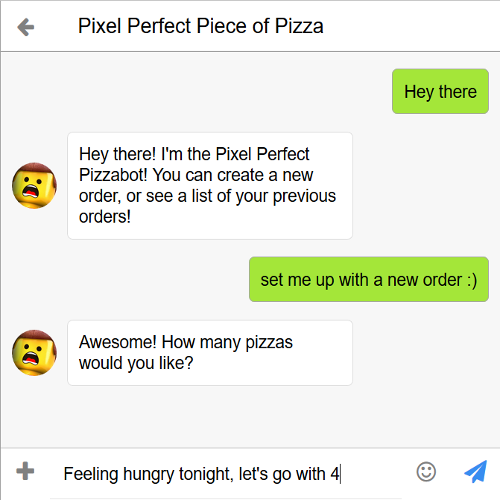 Pixel Perfect Piece of Pizza
Hey there
Hey there! I'm the Pixel Perfect
Pizzabot! You can create a new
order, or see a list of your previous
orders!
set me up with a new order :)
Awesome! How many pizzas
would you like?
Feeling hungry tonight, let's go with 4